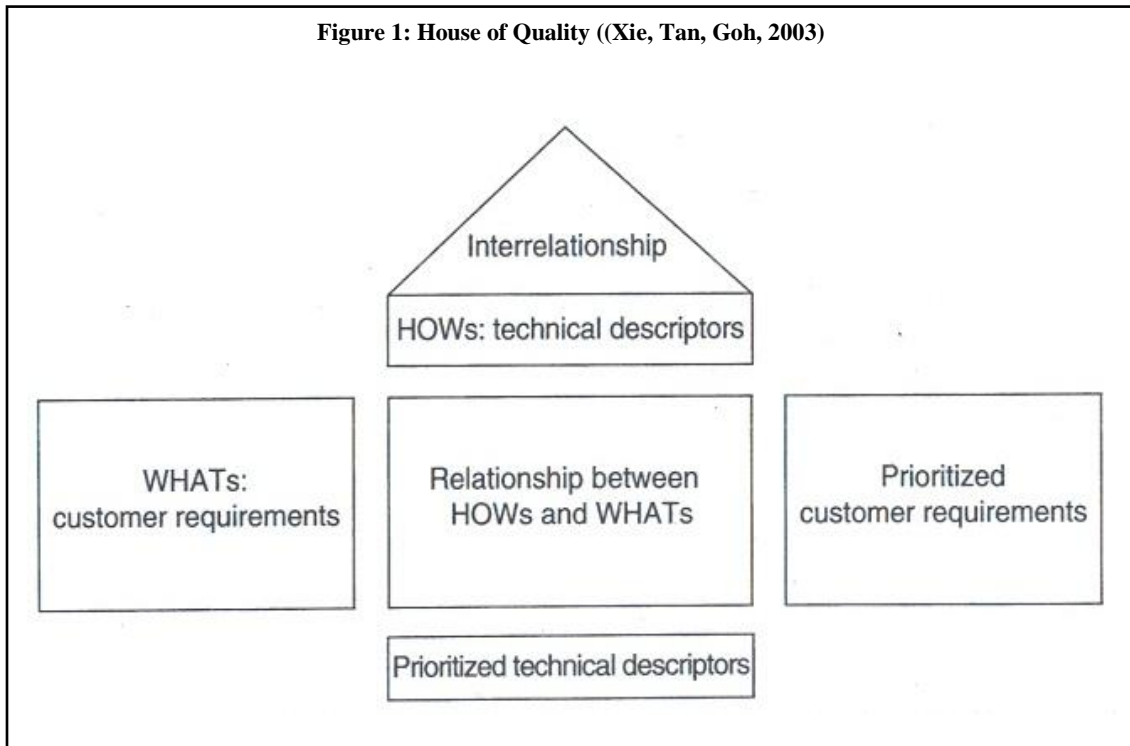 Figure 1: House of Quality ((Xie, Tan, Goh, 2003)
Interrelationship
HOWs: technical descriptors
WHATs:
customer requirements
Relationship between
HOWs and WHATs
Prioritized
customer requirements
Prioritized technical descriptors